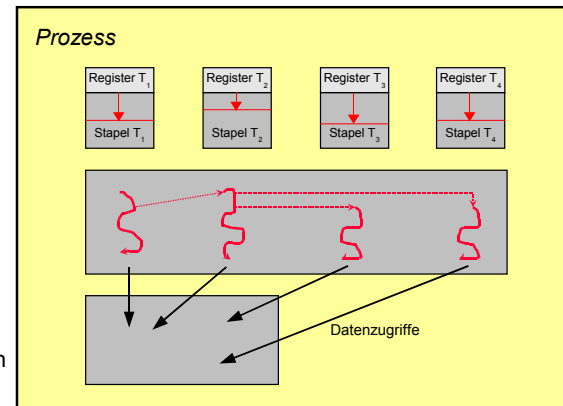 Prozess
Register T1 Register T2 Register T3 Register T4
Stapel T1 Stapel T2 Stapel T3 Stapel T4
Datenzugriffe
n